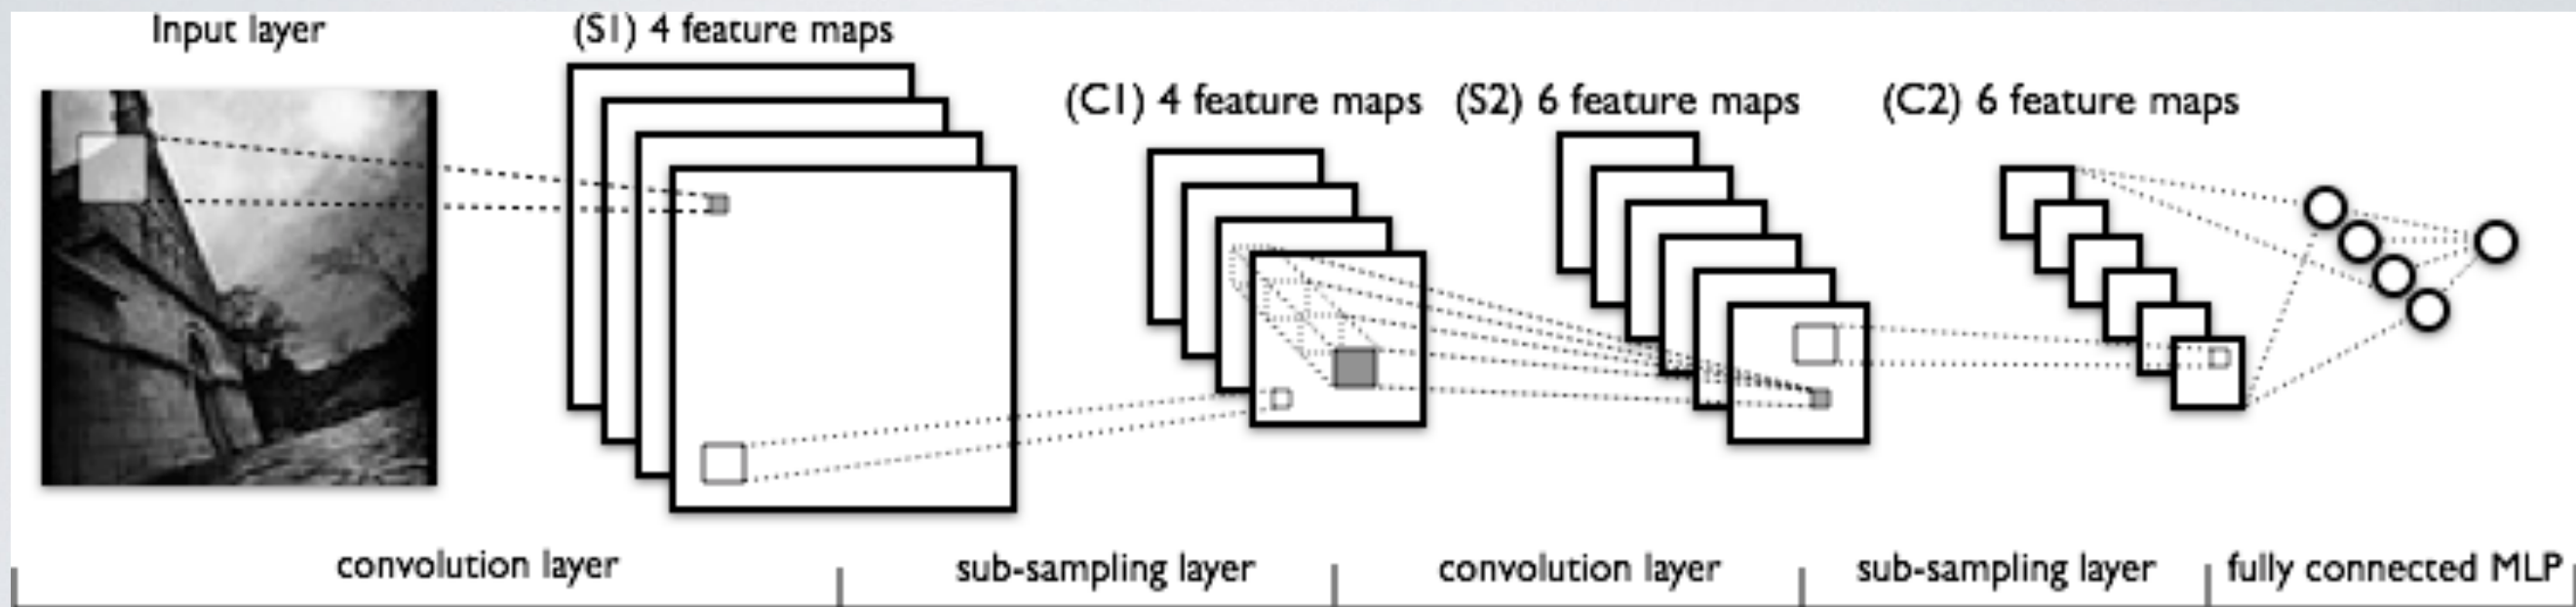 Input layer
(S1) 4 feature maps
(C1) 4 feature maps
(S2) 6 feature maps
(C2) 6 feature maps
convolution layer
sub-sampling layer
convolution layer
sub-sampling layer
fully connected MLP